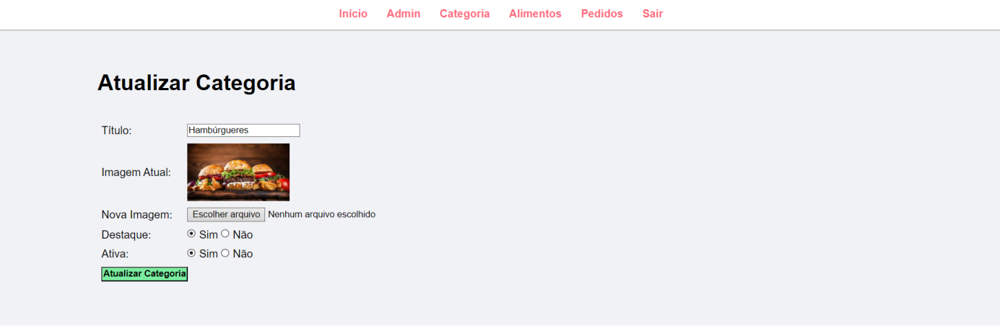 Início Admin Categoria Alimentos Pedidos Sair
Atualizar Categoria
Título: Hambúrgueres
Imagem Atual:
Nova Imagem: Escolher arquivo Nenhum arquivo escolhido
Destaque: Sim Não
Ativa: Sim Não
Atualizar Categoria